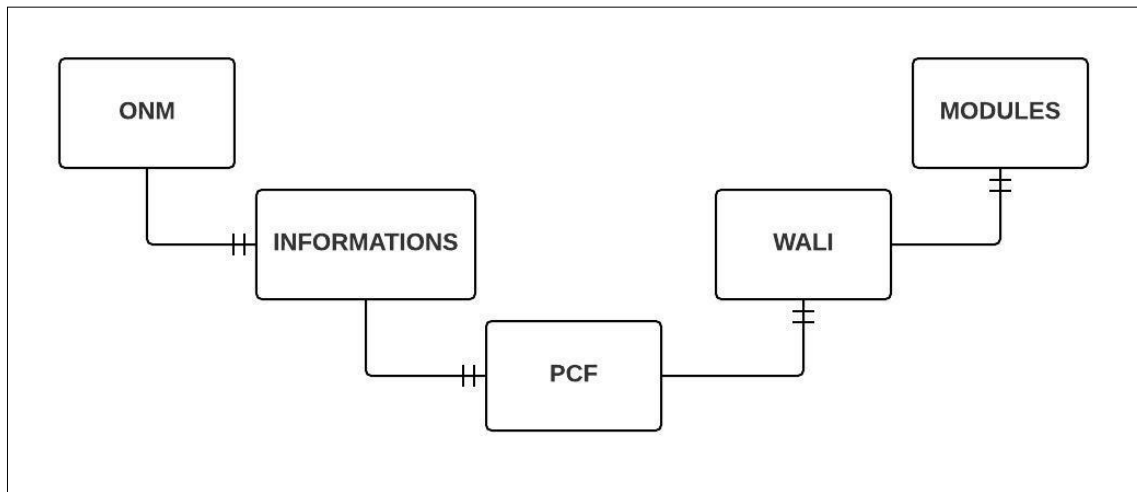 ONM
MODULES
INFORMATIONS
WALI
PCF